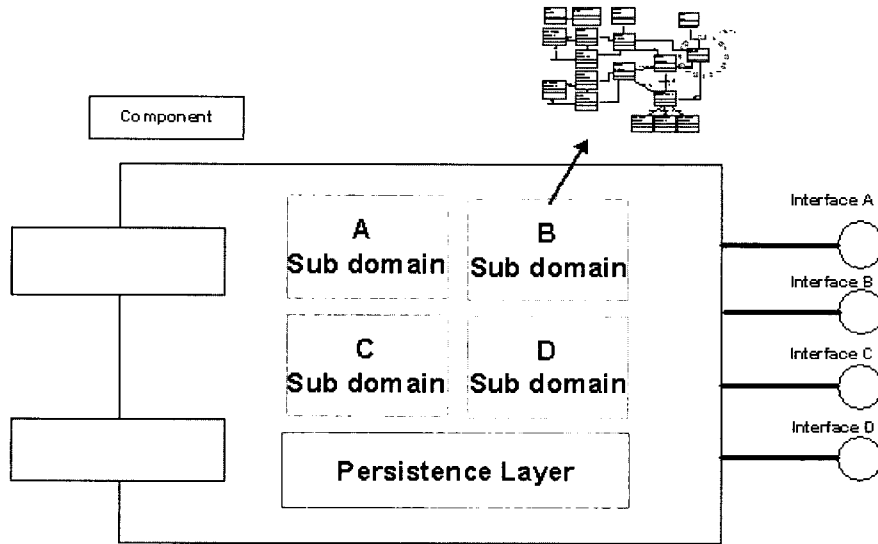 Component
A
Sub domain
B
Sub domain
C
Sub domain
D
Sub domain
Persistence Layer
Interface A
Interface B
Interface C
Interface D